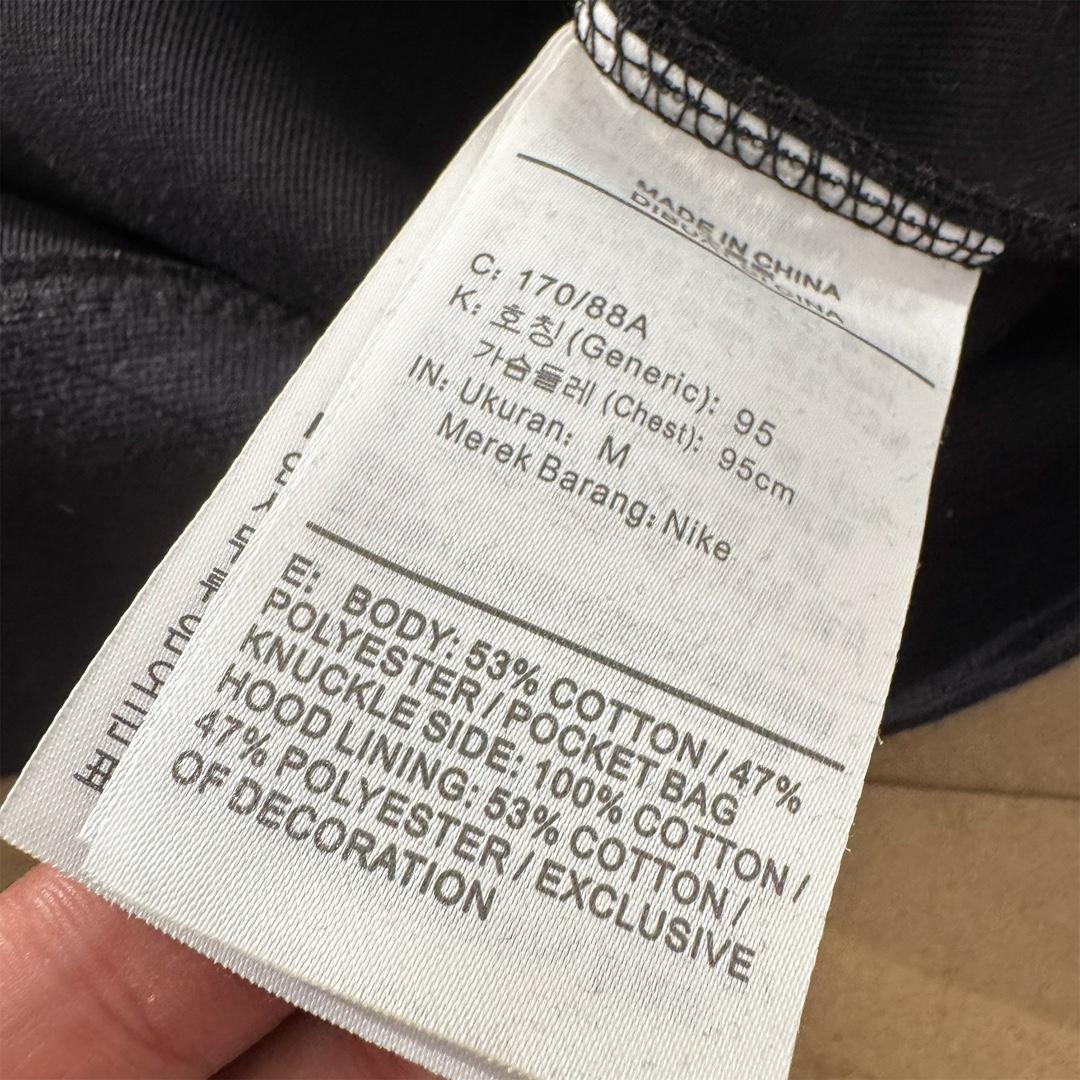 MADE IN CHINA
C: 170/88A
K: 호칭 (Generic): 95
가슴둘레 (Chest): 95cm
IN: Ukuran: M
Merek Barang: Nike
E: BODY: 53% COTTON / 47%
POLYESTER / POCKET BAG
KNUCKLE SIDE: 100% COTTON /
HOOD LINING: 53% COTTON /
47% POLYESTER / EXCLUSIVE
OF DECORATION